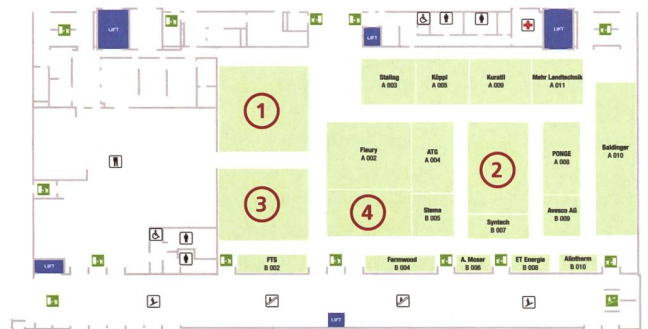 LIFT
LIFT
LIFT
Stallag
A 003
Köppl
A 005
Kuratli
A 009
Mehr Landtechnik
A 011
1
Fleury
A 002
ATG
A 004
2
PONGE
A 008
Baldinger
A 010
3
4
Stema
B 005
Syntech
B 007
Avesco AG
B 009
LIFT
FTS
B 002
Farmwood
B 004
A. Moser
B 006
ET Energie
B 008
Allotherm
B 010
LIFT